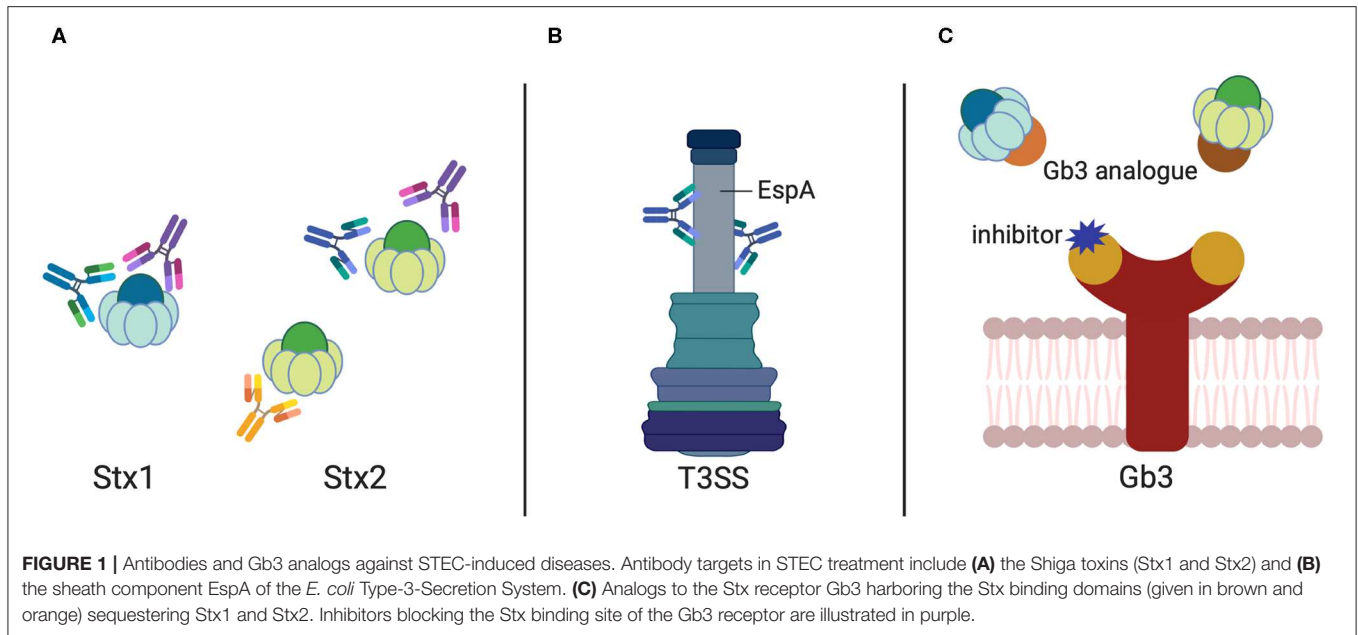 A
B
C
EspA
Gb3 analogue
inhibitor
Stx1
Stx2
T3SS
Gb3
FIGURE 1 | Antibodies and Gb3 analogs against STEC-induced diseases. Antibody targets in STEC treatment include (A) the Shiga toxins (Stx1 and Stx2) and (B)
the sheath component EspA of the E. coli Type-3-Secretion System. (C) Analogs to the Stx receptor Gb3 harboring the Stx binding domains (given in brown and
orange) sequestering Stx1 and Stx2. Inhibitors blocking the Stx binding site of the Gb3 receptor are illustrated in purple.